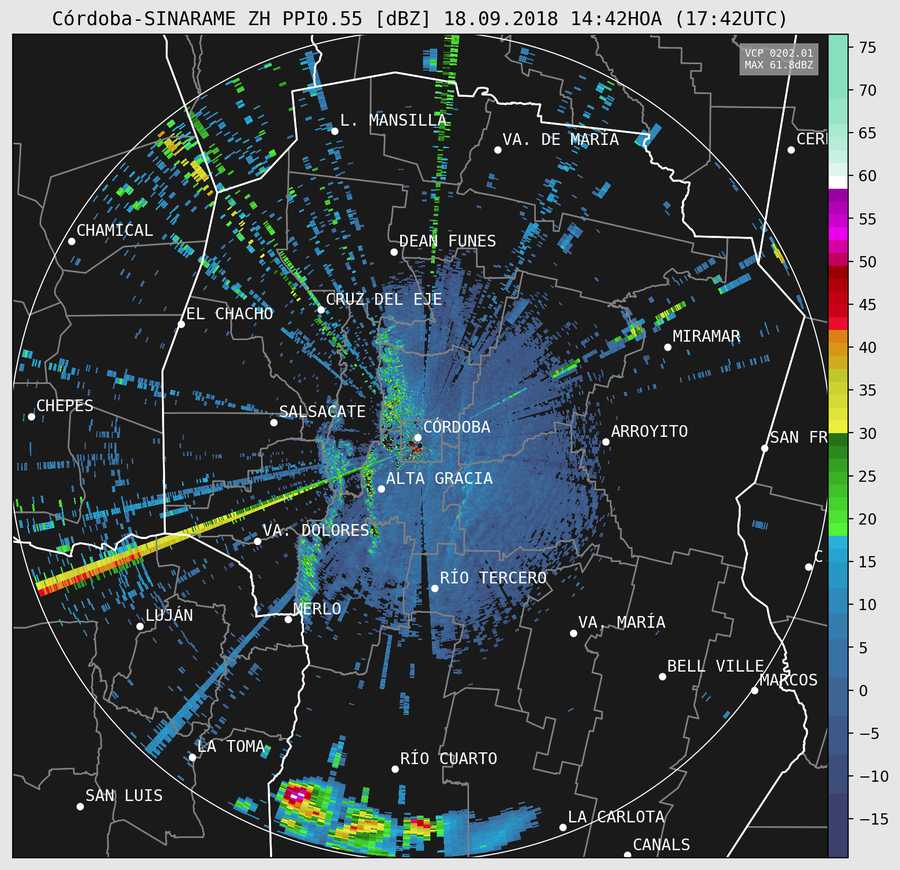 Córdoba-SINARAME ZH PPI0.55 [dBZ] 18.09.2018 14:42HOA (17:42UTC)
VCP 0202.01
MAX 61.8dBZ
75
70
65
60
55
50
45
40
35
30
25
20
15
10
5
0
−5
−10
−15
L. MANSILLA
VA. DE MARÍA
CER
CHAMICAL
DEAN FUNES
CRUZ DEL EJE
EL CHACHO
MIRAMAR
CHEPES
SALSACATE
CÓRDOBA
ARROYITO
SAN FR
ALTA GRACIA
VA. DOLORES
C
RÍO TERCERO
MERLO
LUJÁN
VA. MARÍA
BELL VILLE
MARCOS
LA TOMA
RÍO CUARTO
SAN LUIS
LA CARLOTA
CANALS